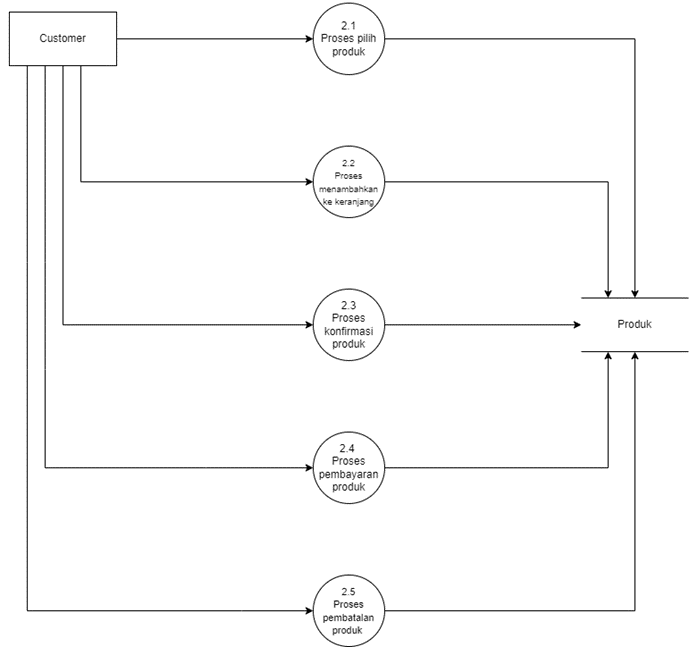 Customer
2.1
Proses pilih
produk
2.2
Proses
menambahkan
ke keranjang
2.3
Proses
konfirmasi
produk
Produk
2.4
Proses
pembayaran
produk
2.5
Proses
pembatalan
produk